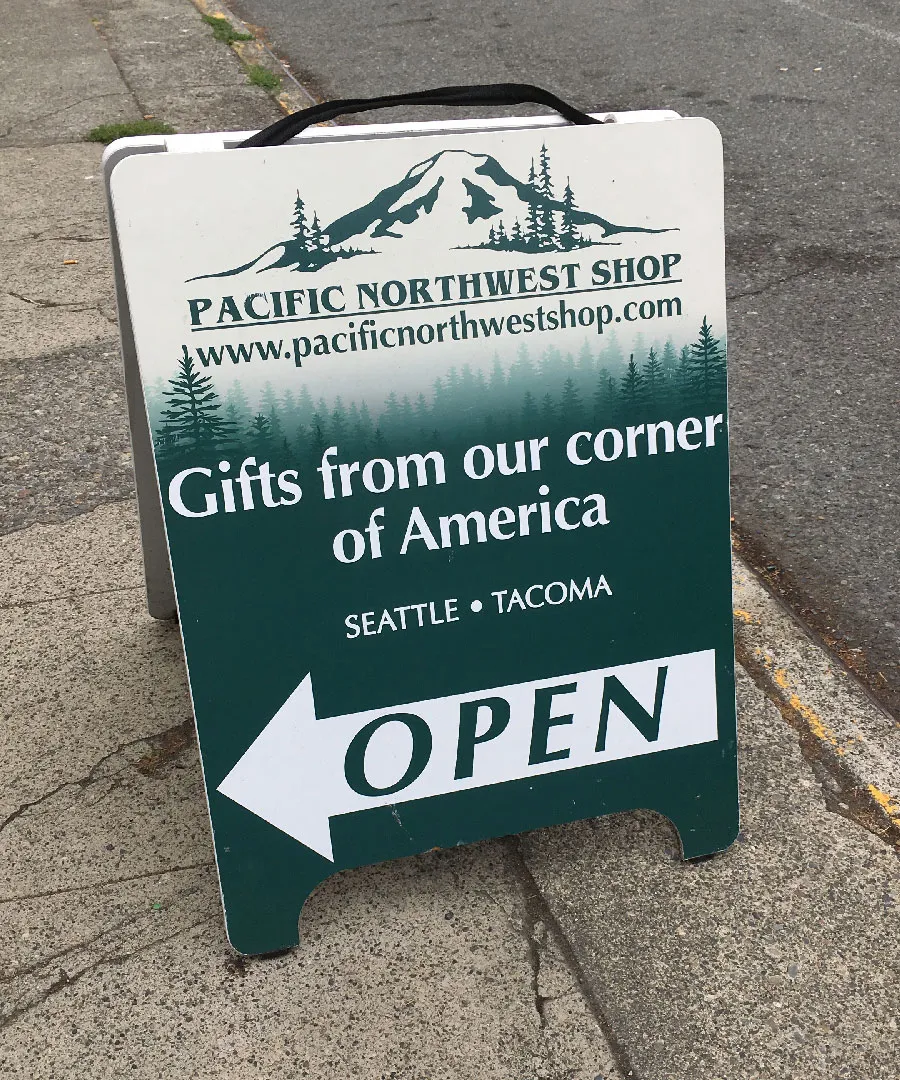 PACIFIC NORTHWEST SHOP
www.pacificnorthwestshop.com
Gifts from our corner
of America
SEATTLE • TACOMA
OPEN